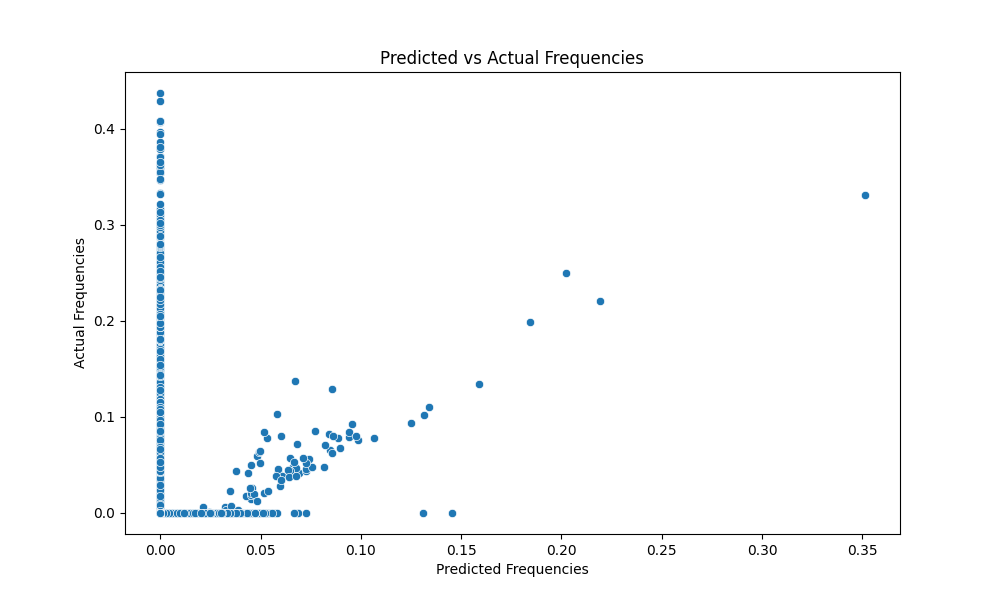 Predicted vs Actual Frequencies
0.4
0.3
0.2
0.1
0.0
Actual Frequencies
0.00 0.05 0.10 0.15 0.20 0.25 0.30 0.35
Predicted Frequencies